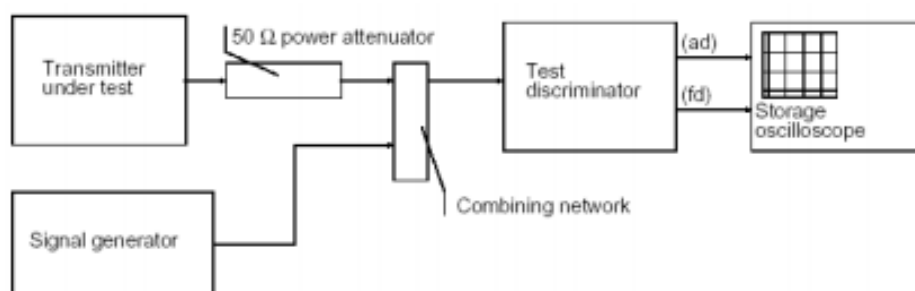 50 Ω power attenuator
Transmitter
under test
Test
discriminator
(ad)
(fd)
Storage
oscilloscope
Combining network
Signal generator